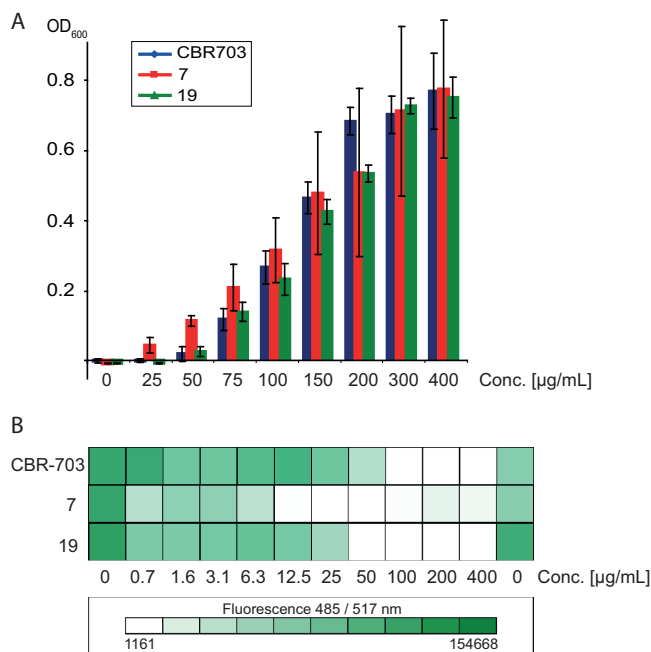 A
OD600
CBR703
7
19
0.8
0.6
0.4
0.2
0 25 50 75 100 150 200 300 400 Conc. [µg/mL]
B
CBR-703
7
19
0 0.7 1.6 3.1 6.3 12.5 25 50 100 200 400 0 Conc. [µg/mL]
Fluorescence 485 / 517 nm
1161 154668